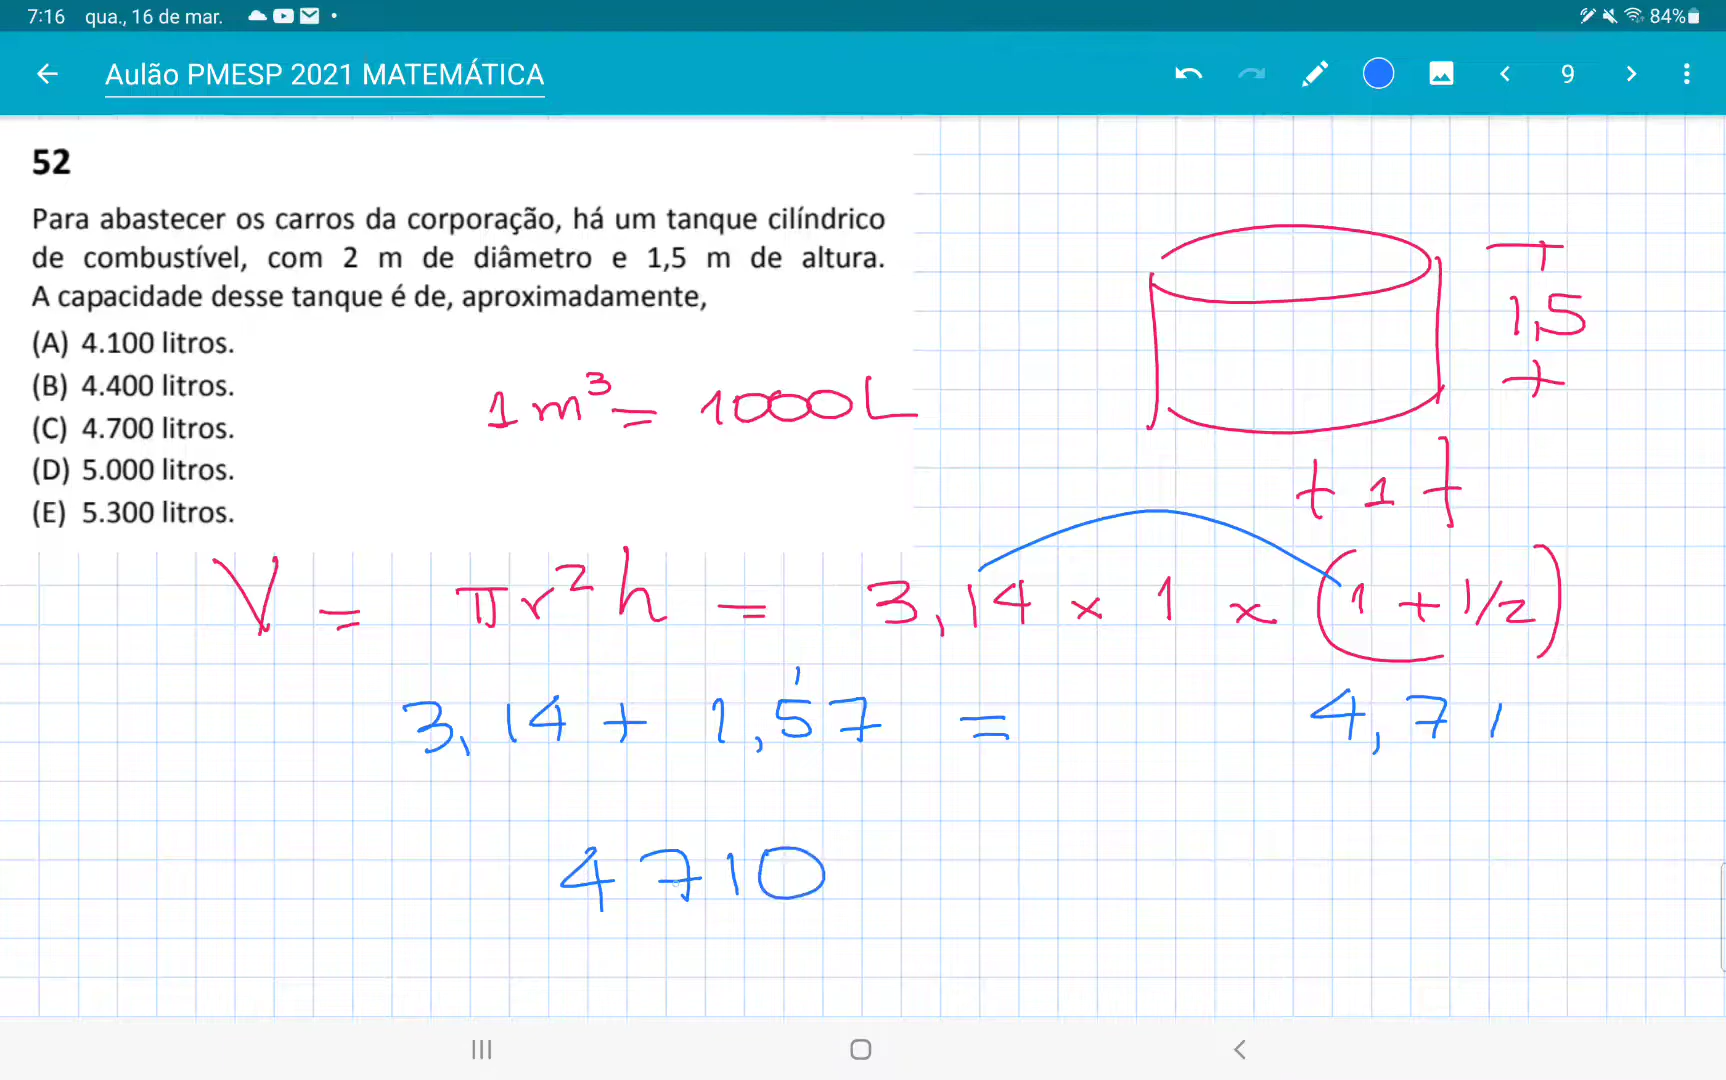 7:16 qua., 16 de mar. 84%
Aulão PMESP 2021 MATEMÁTICA 9
52
Para abastecer os carros da corporação, há um tanque cilíndrico
de combustível, com 2 m de diâmetro e 1,5 m de altura.
A capacidade desse tanque é de, aproximadamente,
(A) 4.100 litros.
(B) 4.400 litros.
(C) 4.700 litros.
(D) 5.000 litros.
(E) 5.300 litros.
1 m³ = 1000 L
1,5
1
V = πr²h = 3,14 × 1 × (1 + 1/2)
3,14 + 1,57 = 4,71
4710